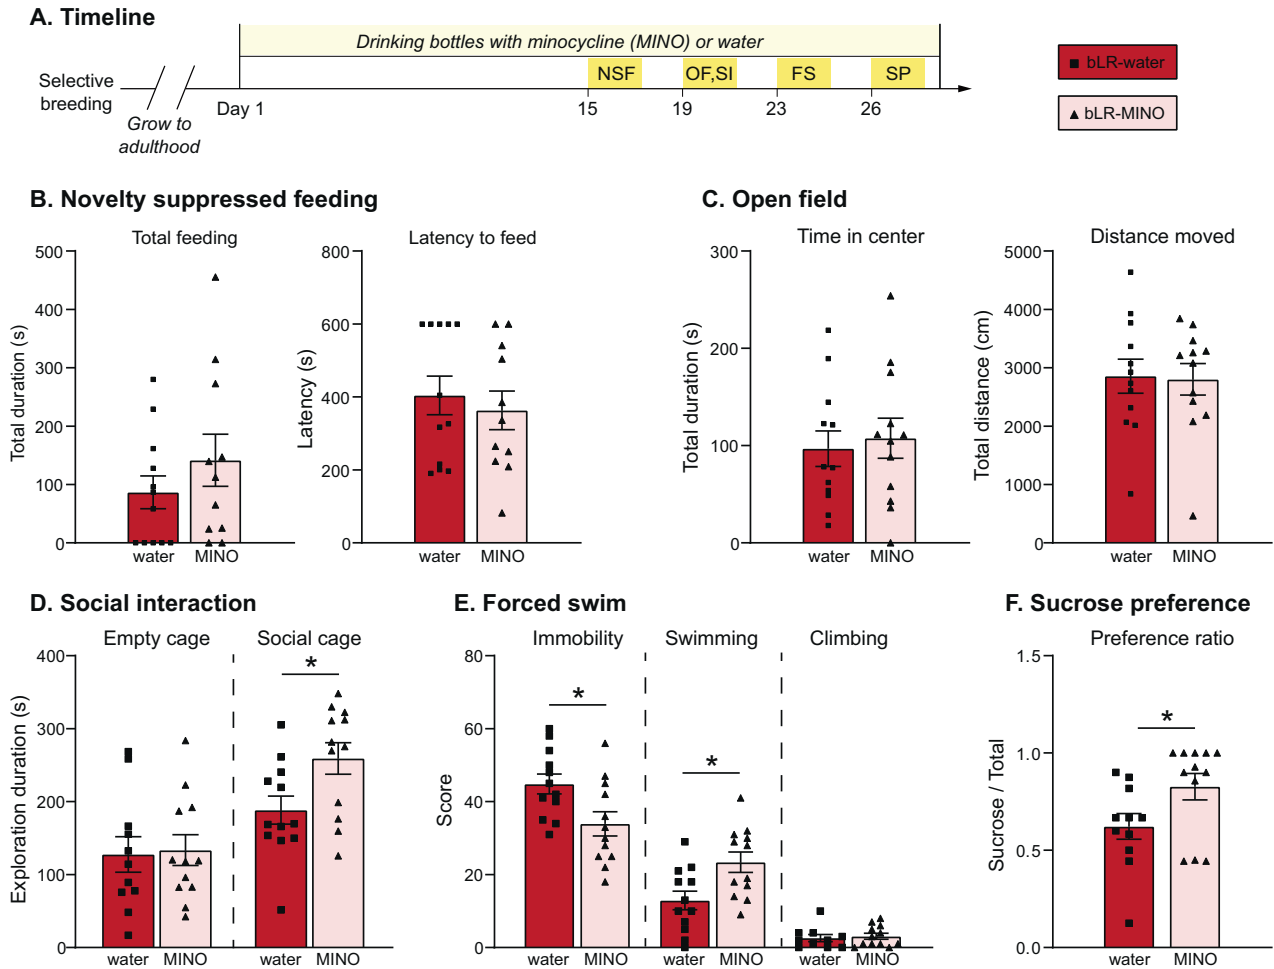 A. Timeline
Drinking bottles with minocycline (MINO) or water
NSF OF,SI FS SP
Selective
breeding
Grow to
adulthood
Day 1 15 19 23 26
bLR-water
bLR-MINO
B. Novelty suppressed feeding
Total feeding
Total duration (s)
500
400
300
200
100
0
water MINO
Latency to feed
Latency (s)
800
600
400
200
0
water MINO
C. Open field
Time in center
Total duration (s)
300
200
100
0
water MINO
Distance moved
Total distance (cm)
5000
4000
3000
2000
1000
0
water MINO
D. Social interaction
Empty cage Social cage
Exploration duration (s)
400
300
200
100
0
*
water MINO water MINO
E. Forced swim
Immobility Swimming Climbing
Score
80
60
40
20
0
*
*
water MINO water MINO water MINO
F. Sucrose preference
Preference ratio
Sucrose / Total
1.5
1.0
0.5
0.0
*
water MINO